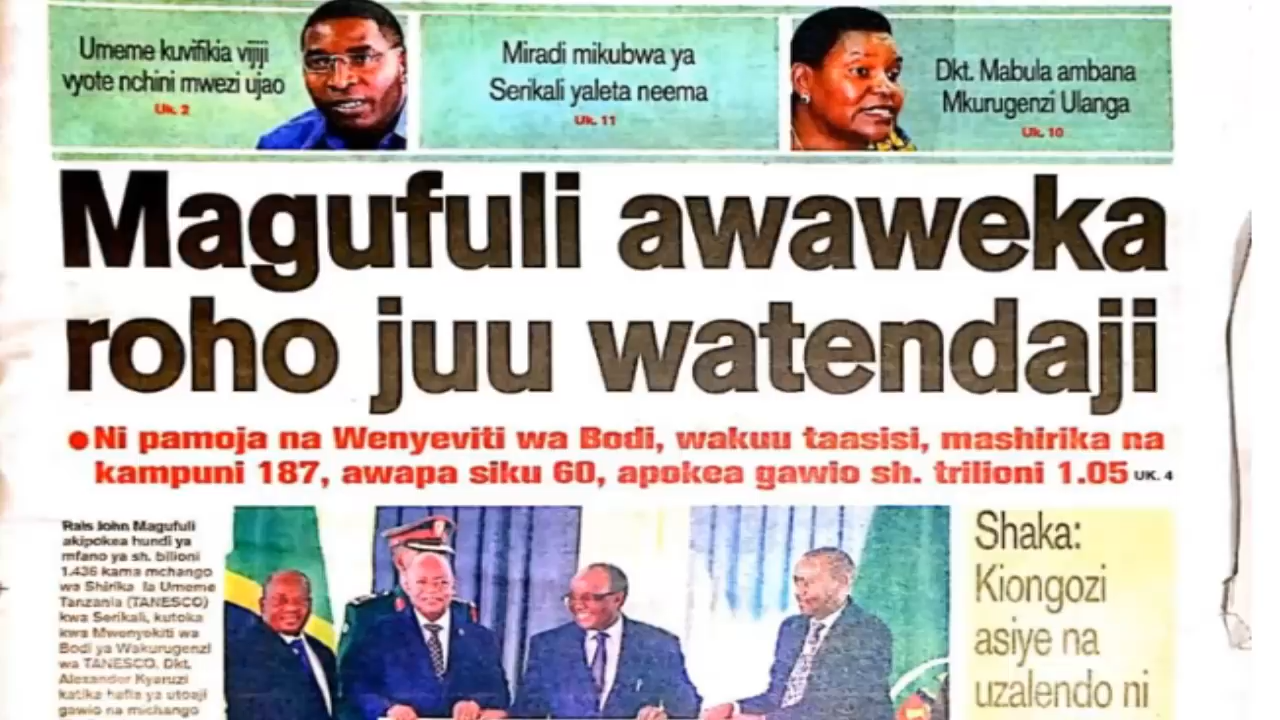 Umeme kuvifikia vijiji
vyote nchini mwezi ujao
Uk. 2
Miradi mikubwa ya
Serikali yaleta neema
Uk. 11
Dkt. Mabula ambana
Mkurugenzi Ulanga
Uk. 10
Magufuli awaweka
roho juu watendaji
Ni pamoja na Wenyeviti wa Bodi, wakuu taasisi, mashirika na
kampuni 187, awapa siku 60, apokea gawio sh. trilioni 1.05 UK. 4
Rais John Magufuli
akipokea hundi ya
mfano ya sh. bilioni
1.436 kama mchango
wa Shirika la Umeme
Tanzania (TANESCO)
kwa Serikali, kutoka
kwa Mwenyekiti wa
Bodi ya Wakurugenzi
wa TANESCO, Dkt.
Alexander Kyaruzi
katika hafla ya utoaji
gawio na michango
Shaka:
Kiongozi
asiye na
uzalendo ni